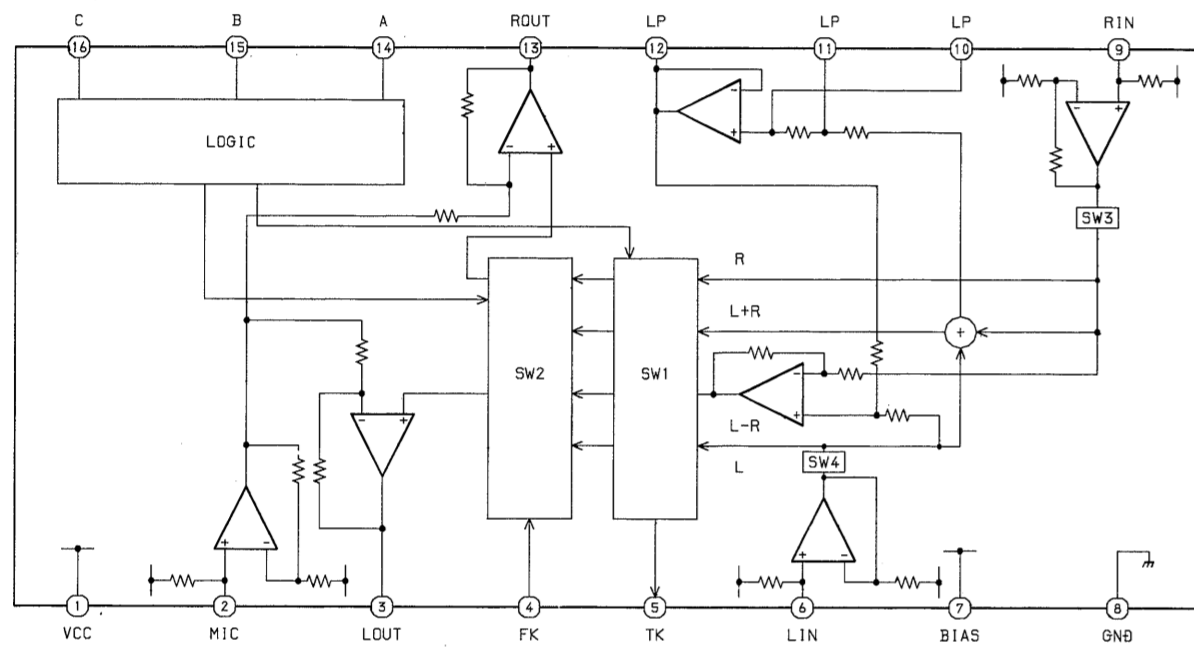 C B A ROUT LP LP LP RIN
16 15 14 13 12 11 10 9
- + - + - +
LOGIC
SW3
R
L+R
+
SW2 SW1
-
- + +
L-R
L
SW4
+ - + -
1 2 3 4 5 6 7 8
VCC MIC LOUT FK TK LIN BIAS GND